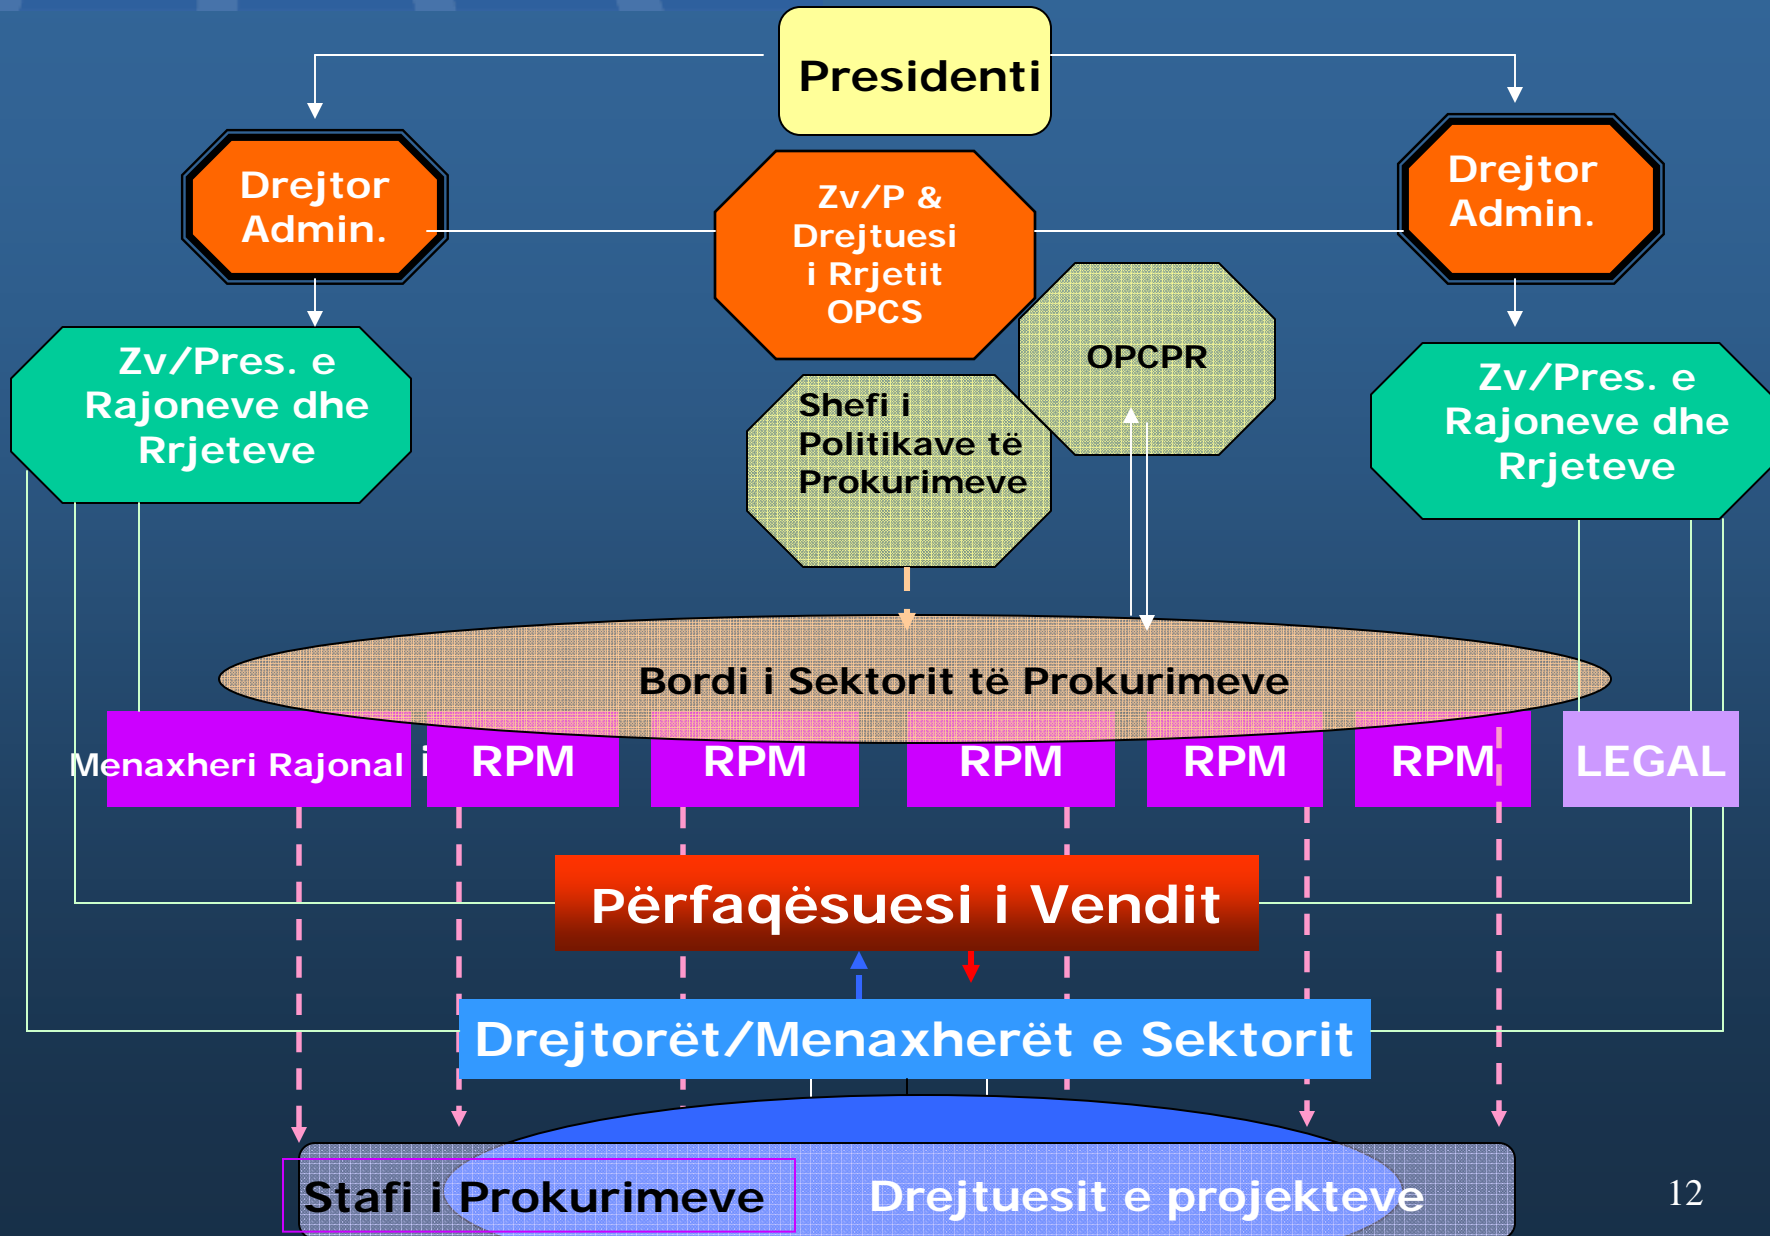 Presidenti
Drejtor
Admin.
Zv/P &
Drejtuesi
i Rrjetit
OPCS
Drejtor
Admin.
OPCPR
Zv/Pres. e
Rajoneve dhe
Rrjeteve
Shefi i
Politikave të
Prokurimeve
Zv/Pres. e
Rajoneve dhe
Rrjeteve
Bordi i Sektorit të Prokurimeve
Menaxheri Rajonal i
RPM
RPM
RPM
RPM
RPM
LEGAL
Përfaqësuesi i Vendit
Drejtorët/Menaxherët e Sektorit
Stafi i Prokurimeve
Drejtuesit e projekteve
12